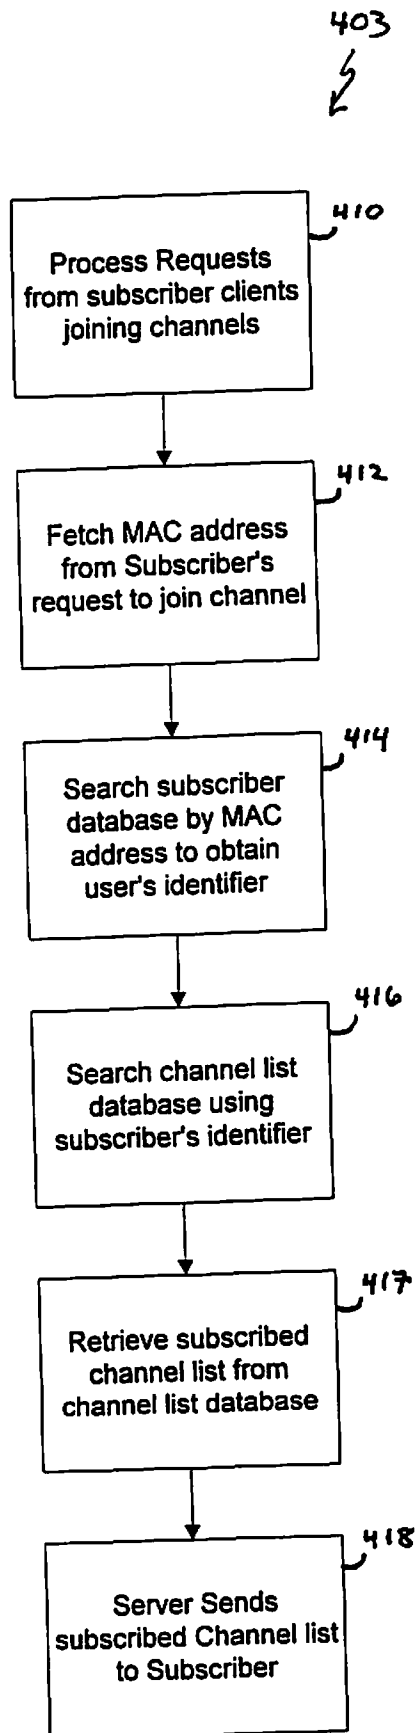 403
410
Process Requests
from subscriber clients
joining channels
412
Fetch MAC address
from Subscriber's
request to join channel
414
Search subscriber
database by MAC
address to obtain
user's identifier
416
Search channel list
database using
subscriber's identifier
417
Retrieve subscribed
channel list from
channel list database
418
Server Sends
subscribed Channel list
to Subscriber